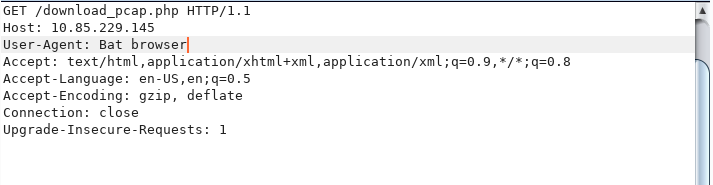 GET /download_pcap.php HTTP/1.1
Host: 10.85.229.145
User-Agent: Bat browser
Accept: text/html,application/xhtml+xml,application/xml;q=0.9,*/*;q=0.8
Accept-Language: en-US,en;q=0.5
Accept-Encoding: gzip, deflate
Connection: close
Upgrade-Insecure-Requests: 1